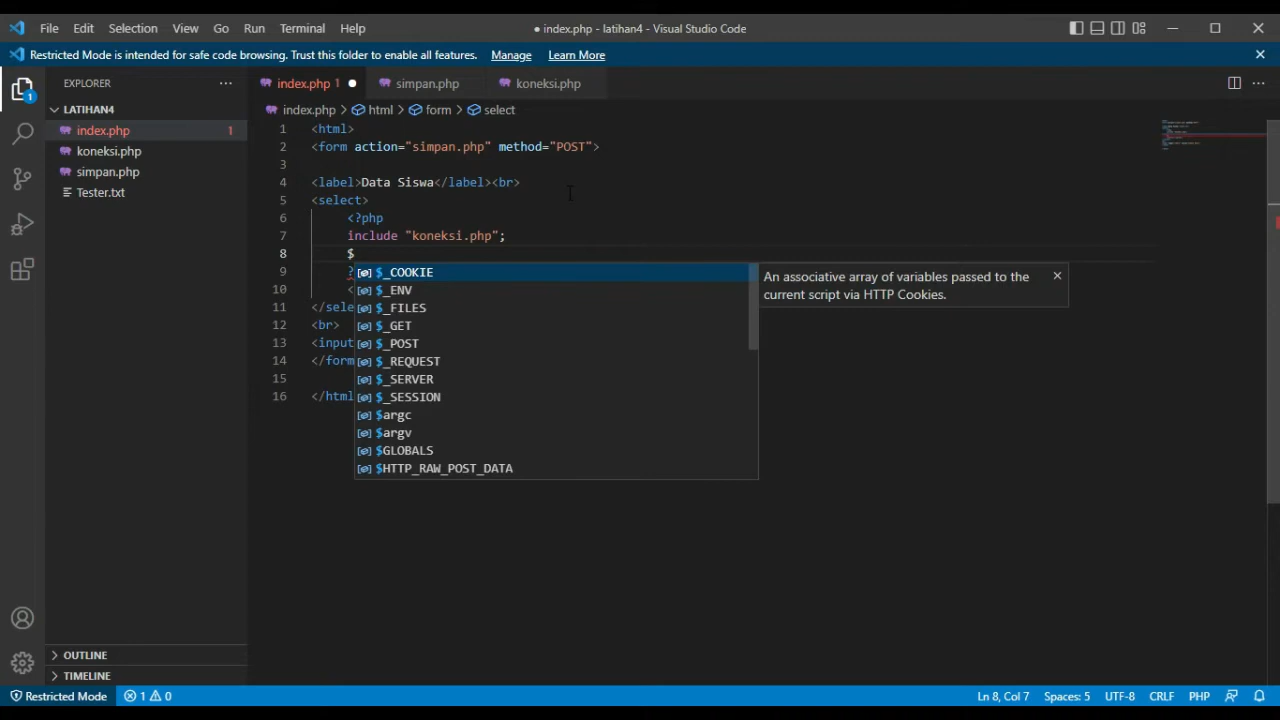 File Edit Selection View Go Run Terminal Help
● index.php - latihan4 - Visual Studio Code
Restricted Mode is intended for safe code browsing. Trust this folder to enable all features. Manage Learn More
EXPLORER ···
index.php 1 ●
simpan.php
koneksi.php
1
LATIHAN4
index.php 1
koneksi.php
simpan.php
Tester.txt
index.php > html > form > select
1 <html>
2 <form action="simpan.php" method="POST">
3
4 <label>Data Siswa</label><br>
5 <select>
6 <?php
7 include "koneksi.php";
8 $
9 ?
10 <
11 </sele
12 <br>
13 <input
14 </form
15
16 </html
$_COOKIE
$_ENV
$_FILES
$_GET
$_POST
$_REQUEST
$_SERVER
$_SESSION
$argc
$argv
$GLOBALS
$HTTP_RAW_POST_DATA
An associative array of variables passed to the
current script via HTTP Cookies.
OUTLINE
TIMELINE
Restricted Mode 1 0 Ln 8, Col 7 Spaces: 5 UTF-8 CRLF PHP